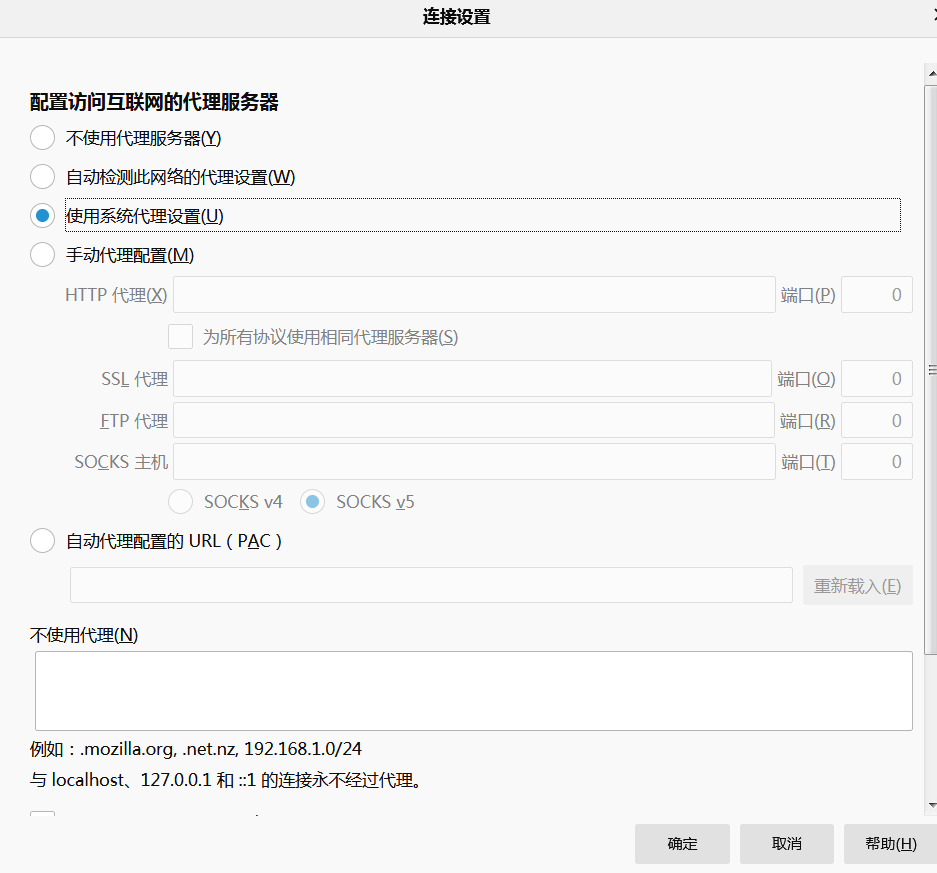 连接设置
配置访问互联网的代理服务器
不使用代理服务器(Y)
自动检测此网络的代理设置(W)
使用系统代理设置(U)
手动代理配置(M)
HTTP 代理(X) 端口(P) 0
为所有协议使用相同代理服务器(S)
SSL 代理 端口(O) 0
FTP 代理 端口(R) 0
SOCKS 主机 端口(T) 0
SOCKS v4 SOCKS v5
自动代理配置的 URL（PAC）
重新载入(E)
不使用代理(N)
例如：.mozilla.org, .net.nz, 192.168.1.0/24
与 localhost、127.0.0.1 和 ::1 的连接永不经过代理。
确定 取消 帮助(H)